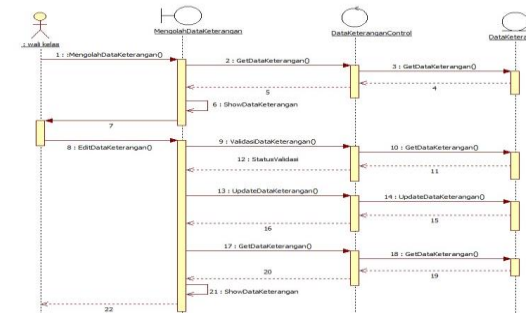 : wali kelas
MengolahDataKeterangan
DataKeteranganControl
DataKetera
1 : :MengolahDataKeterangan()
2 : GetDataKeterangan()
3 : GetDataKeterangan()
4
5
6 : ShowDataKeterangan
7
8 : EditDataKeterangan()
9 : ValidasiDataKeterangan()
10 : GetDataKeterangan()
11
12 : StatusValidasi
13 : UpdateDataKeterangan()
14 : UpdateDataKeterangan()
15
16
17 : GetDataKeterangan()
18 : GetDataKeterangan()
19
20
21 : ShowDataKeterangan
22